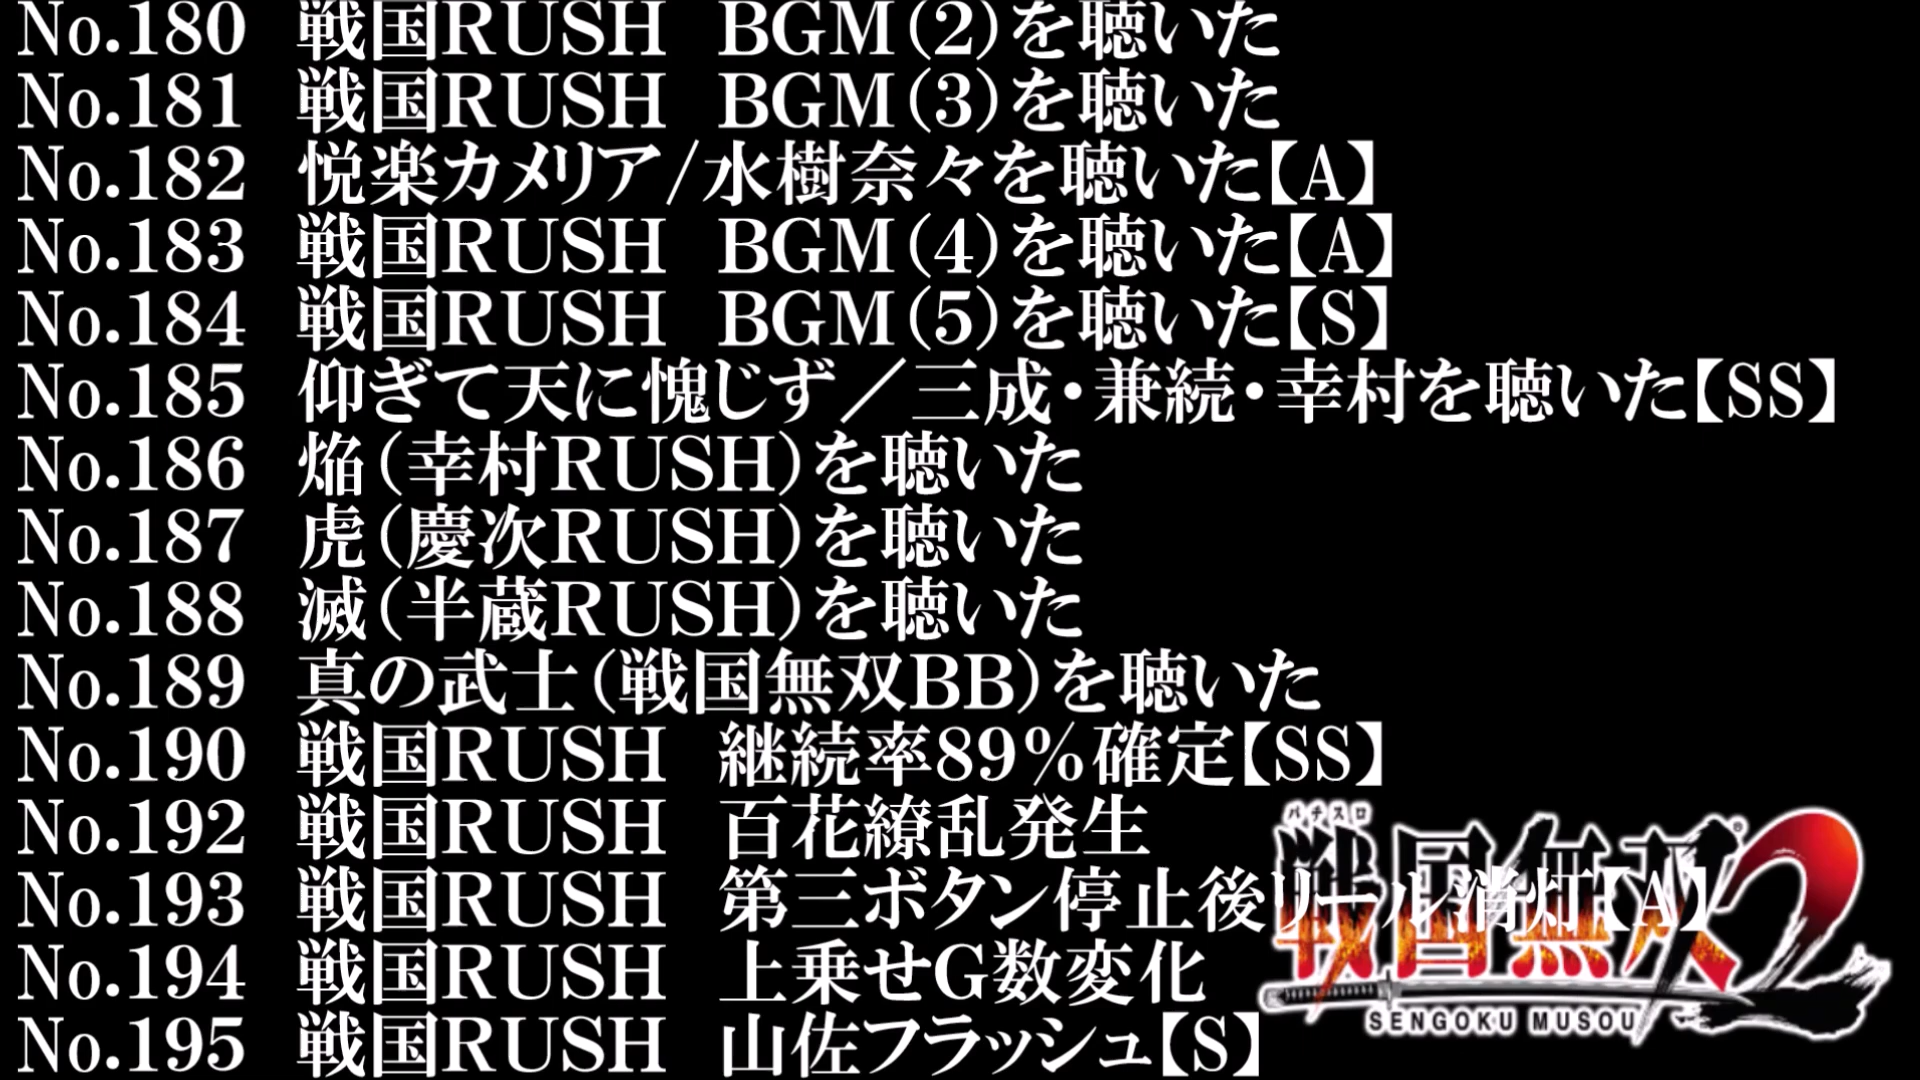 No.180 戦国RUSH BGM(2)を聴いた
No.181 戦国RUSH BGM(3)を聴いた
No.182 悦楽カメリア/水樹奈々を聴いた【A】
No.183 戦国RUSH BGM(4)を聴いた【A】
No.184 戦国RUSH BGM(5)を聴いた【S】
No.185 仰ぎて天に愧じず／三成・兼続・幸村を聴いた【SS】
No.186 焔(幸村RUSH)を聴いた
No.187 虎(慶次RUSH)を聴いた
No.188 滅(半蔵RUSH)を聴いた
No.189 真の武士(戦国無双BB)を聴いた
No.190 戦国RUSH 継続率89%確定【SS】
No.192 戦国RUSH 百花繚乱発生
No.193 戦国RUSH 第三ボタン停止後リール消灯【A】
No.194 戦国RUSH 上乗せG数変化
No.195 戦国RUSH 山佐フラッシュ【S】
パチスロ
戦国無双2
SENGOKU MUSOU